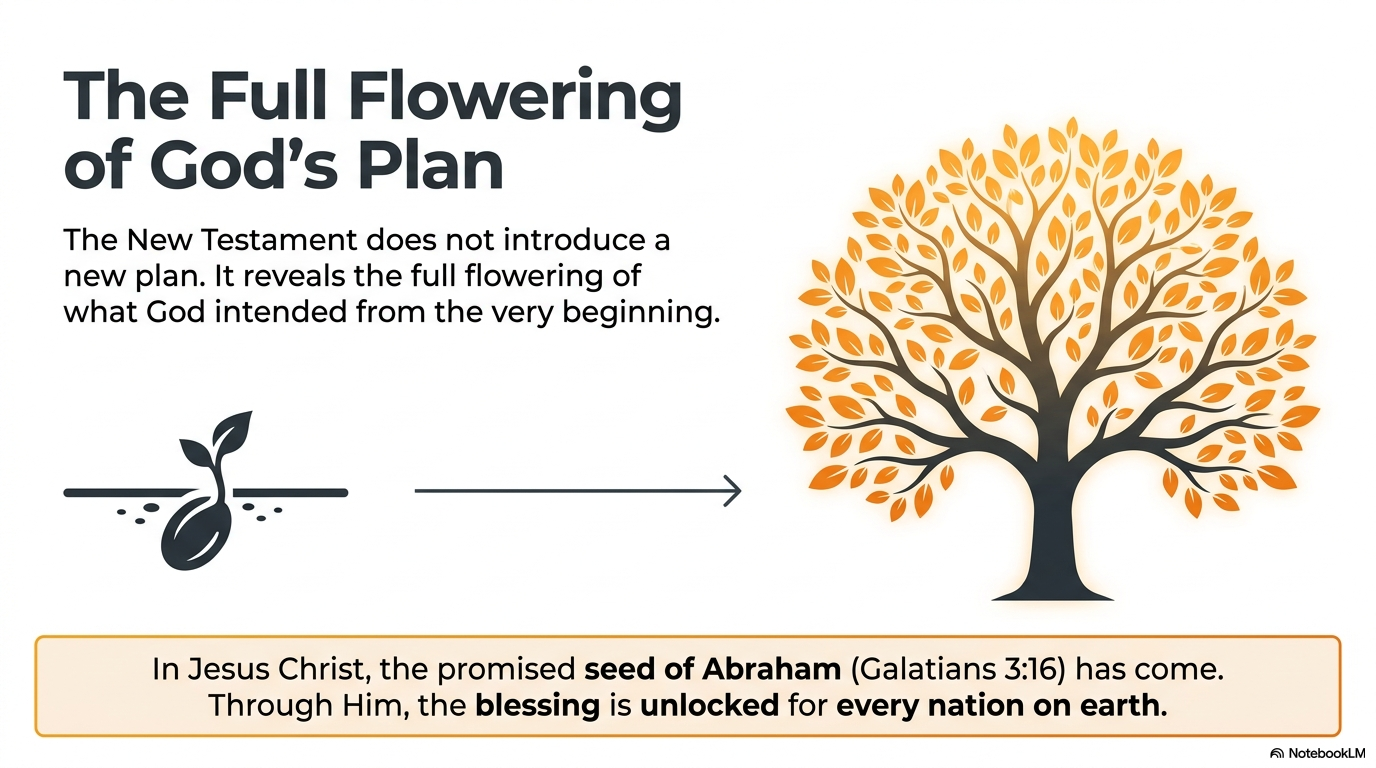 The Full Flowering
of God’s Plan
The New Testament does not introduce a
new plan. It reveals the full flowering of
what God intended from the very beginning.
In Jesus Christ, the promised seed of Abraham (Galatians 3:16) has come.
Through Him, the blessing is unlocked for every nation on earth.
NotebookLM